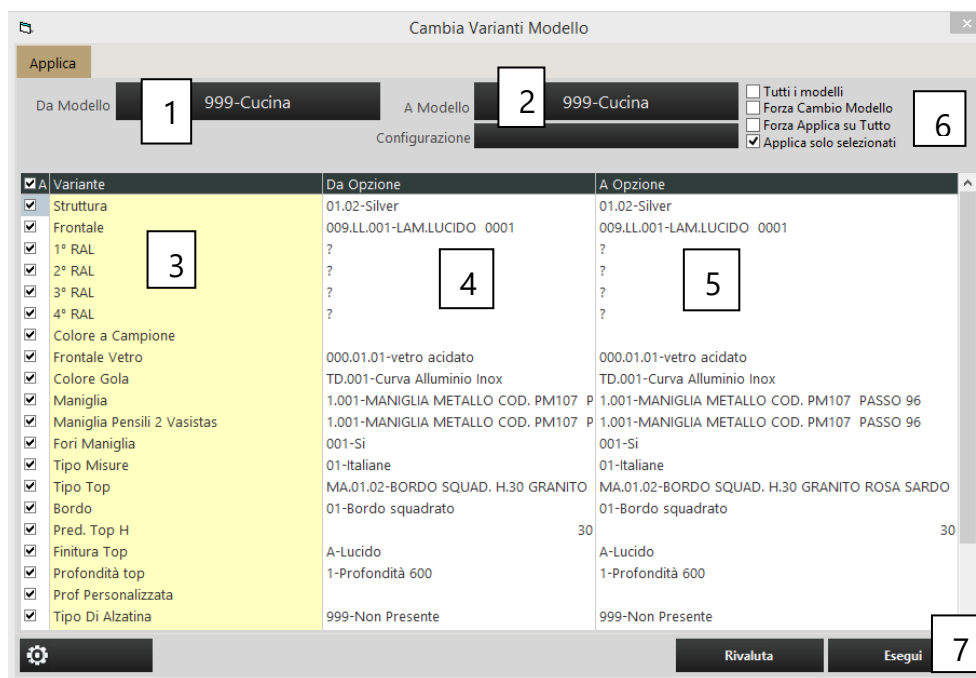 Cambia Varianti Modello
Applica
Da Modello 1 999-Cucina A Modello 2 999-Cucina
Configurazione
Tutti i modelli
Forza Cambio Modello
Forza Applica su Tutto
Applica solo selezionati
6
A Variante Da Opzione A Opzione
Struttura 01.02-Silver 01.02-Silver
Frontale 009.LL.001-LAM.LUCIDO 0001 009.LL.001-LAM.LUCIDO 0001
1° RAL ? ?
2° RAL ? ?
3 4 5
3° RAL ? ?
4° RAL ? ?
Colore a Campione
Frontale Vetro 000.01.01-vetro acidato 000.01.01-vetro acidato
Colore Gola TD.001-Curva Alluminio Inox TD.001-Curva Alluminio Inox
Maniglia 1.001-MANIGLIA METALLO COD. PM107 P 1.001-MANIGLIA METALLO COD. PM107 PASSO 96
Maniglia Pensili 2 Vasistas 1.001-MANIGLIA METALLO COD. PM107 P 1.001-MANIGLIA METALLO COD. PM107 PASSO 96
Fori Maniglia 001-Si 001-Si
Tipo Misure 01-Italiane 01-Italiane
Tipo Top MA.01.02-BORDO SQUAD. H.30 GRANITO MA.01.02-BORDO SQUAD. H.30 GRANITO ROSA SARDO
Bordo 01-Bordo squadrato 01-Bordo squadrato
Pred. Top H 30 30
Finitura Top A-Lucido A-Lucido
Profondità top 1-Profondità 600 1-Profondità 600
Prof Personalizzata
Tipo Di Alzatina 999-Non Presente 999-Non Presente
Rivaluta Esegui 7